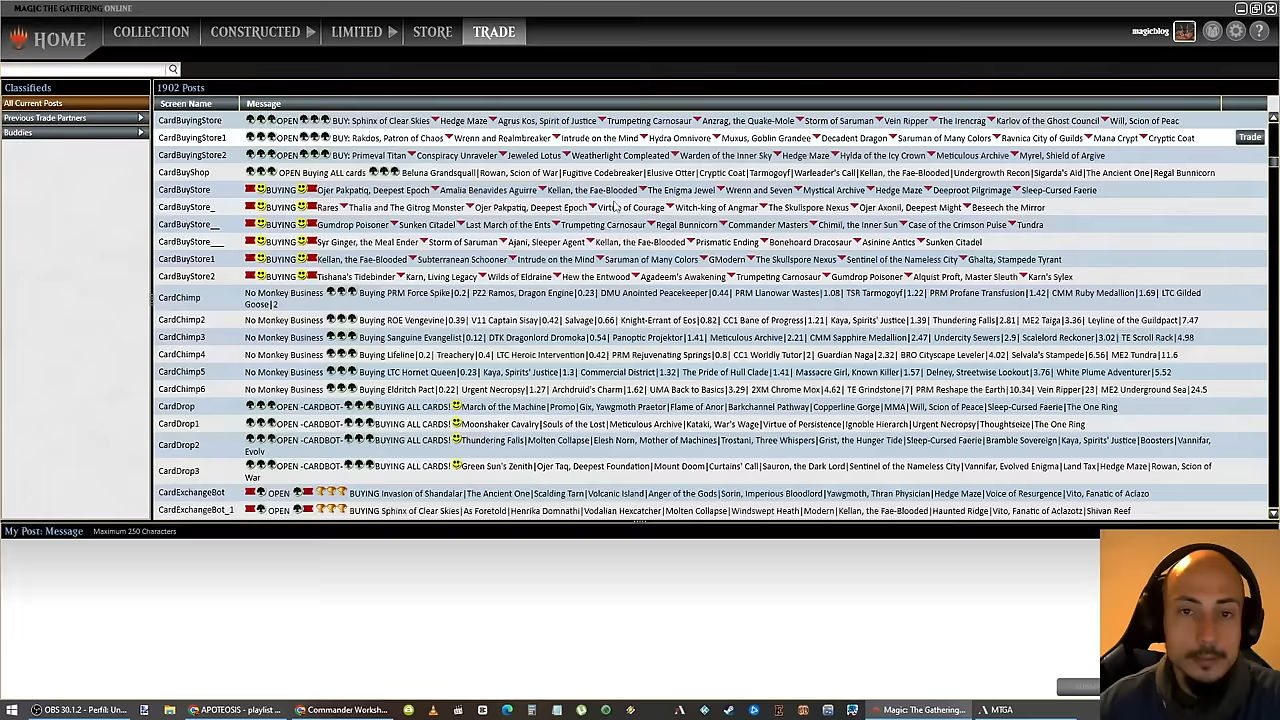 MAGIC THE GATHERING ONLINE
HOME
COLLECTION
CONSTRUCTED
LIMITED
STORE
TRADE
magicblog
?
Classifieds
All Current Posts
Previous Trade Partners
Buddies
1902 Posts
Screen Name Message
CardBuyingStore OPEN BUY: Sphinx of Clear Skies Hedge Maze Agrus Kos, Spirit of Justice Trumpeting Carnosaur Anzrag, the Quake-Mole Storm of Saruman Vein Ripper The Irencrag Karlov of the Ghost Council Will, Scion of Peac
CardBuyingStore1 OPEN BUY: Rakdos, Patron of Chaos Wrenn and Realmbreaker Intrude on the Mind Hydra Omnivore Muxus, Goblin Grandee Decadent Dragon Saruman of Many Colors Ravnica City of Guilds Mana Crypt Cryptic Coat Trade
CardBuyingStore2 OPEN BUY: Primeval Titan Conspiracy Unraveler Jeweled Lotus Weatherlight Compleated Warden of the Inner Sky Hedge Maze Hylda of the Icy Crown Meticulous Archive Myrel, Shield of Argive
CardBuyShop OPEN Buying ALL cards Beluna Grandsquall|Rowan, Scion of War|Fugitive Codebreaker|Elusive Otter|Cryptic Coat|Tarmogoyf|Warleader's Call|Kellan, the Fae-Blooded|Undergrowth Recon|Sigarda's Aid|The Ancient One|Regal Bunnicorn
CardBuyStore BUYING Ojer Pakpatiq, Deepest Epoch Amalia Benavides Aguirre Kellan, the Fae-Blooded The Enigma Jewel Wrenn and Seven Mystical Archive Hedge Maze Deeproot Pilgrimage Sleep-Cursed Faerie
CardBuyStore_ BUYING Rares Thalia and The Gitrog Monster Ojer Pakpatiq, Deepest Epoch Virtue of Courage Witch-king of Angmar The Skullspore Nexus Ojer Axonil, Deepest Might Beseech the Mirror
CardBuyStore__ BUYING Gumdrop Poisoner Sunken Citadel Last March of the Ents Trumpeting Carnosaur Regal Bunnicorn Commander Masters Chimil, the Inner Sun Case of the Crimson Pulse Tundra
CardBuyStore___ BUYING Syr Ginger, the Meal Ender Storm of Saruman Ajani, Sleeper Agent Kellan, the Fae-Blooded Prismatic Ending Bonehoard Dracosaur Asinine Antics Sunken Citadel
CardBuyStore1 BUYING Kellan, the Fae-Blooded Subterranean Schooner Intrude on the Mind Saruman of Many Colors GModern The Skullspore Nexus Sentinel of the Nameless City Ghalta, Stampede Tyrant
CardBuyStore2 BUYING Tishana's Tidebinder Karn, Living Legacy Wilds of Eldraine Hew the Entwood Agadeem's Awakening Trumpeting Carnosaur Gumdrop Poisoner Alquist Proft, Master Sleuth Karn's Sylex
CardChimp No Monkey Business Buying PRM Force Spike|0.2| PZ2 Ramos, Dragon Engine|0.23| DMU Anointed Peacekeeper|0.44| PRM Llanowar Wastes|1.08| TSR Tarmogoyf|1.22| PRM Profane Transfusion|1.42| CMM Ruby Medallion|1.69| LTC Gilded
Goose|2
CardChimp2 No Monkey Business Buying ROE Vengevine|0.39| V11 Captain Sisay|0.42| Salvage|0.66| Knight-Errant of Eos|0.82| CC1 Bane of Progress|1.21| Kaya, Spirits' Justice|1.39| Thundering Falls|2.81| ME2 Taiga|3.36| Leyline of the Guildpact|7.47
CardChimp3 No Monkey Business Buying Sanguine Evangelist|0.12| DTK Dragonlord Dromoka|0.54| Panoptic Projektor|1.41| Meticulous Archive|2.21| CMM Sapphire Medallion|2.47| Undercity Sewers|2.9| Scalelord Reckoner|3.02| TE Scroll Rack|4.98
CardChimp4 No Monkey Business Buying Lifeline|0.2| Treachery|0.4| LTC Heroic Intervention|0.42| PRM Rejuvenating Springs|0.8| CC1 Worldly Tutor|2| Guardian Naga|2.32| BRO Cityscape Leveler|4.02| Selvala's Stampede|6.56| ME2 Tundra|11.6
CardChimp5 No Monkey Business Buying LTC Hornet Queen|0.23| Kaya, Spirits' Justice|1.3| Commercial District|1.32| The Pride of Hull Clade|1.41| Massacre Girl, Known Killer|1.57| Delney, Streetwise Lookout|3.76| White Plume Adventurer|5.52
CardChimp6 No Monkey Business Buying Eldritch Pact|0.22| Urgent Necropsy|1.27| Archdruid's Charm|1.62| UMA Back to Basics|3.29| 2XM Chrome Mox|4.62| TE Grindstone|7| PRM Reshape the Earth|10.34| Vein Ripper|23| ME2 Underground Sea|24.5
CardDrop OPEN -CARDBOT- BUYING ALL CARDS! March of the Machine|Promo|Gix, Yawgmoth Praetor|Flame of Anor|Barkchannel Pathway|Copperline Gorge|MMA|Will, Scion of Peace|Sleep-Cursed Faerie|The One Ring
CardDrop1 OPEN -CARDBOT- BUYING ALL CARDS! Moonshaker Cavalry|Souls of the Lost|Meticulous Archive|Kataki, War's Wage|Virtue of Persistence|Ignoble Hierarch|Urgent Necropsy|Thoughtseize|The One Ring
CardDrop2 OPEN -CARDBOT- BUYING ALL CARDS! Thundering Falls|Molten Collapse|Elesh Norn, Mother of Machines|Trostani, Three Whispers|Grist, the Hunger Tide|Sleep-Cursed Faerie|Bramble Sovereign|Kaya, Spirits' Justice|Boosters|Vannifar,
Evolv
CardDrop3 OPEN -CARDBOT- BUYING ALL CARDS! Green Sun's Zenith|Ojer Taq, Deepest Foundation|Mount Doom|Curtains' Call|Sauron, the Dark Lord|Sentinel of the Nameless City|Vannifar, Evolved Enigma|Land Tax|Hedge Maze|Rowan, Scion of
War
CardExchangeBot OPEN BUYING Invasion of Shandalar|The Ancient One|Scalding Tarn|Volcanic Island|Anger of the Gods|Sorin, Imperious Bloodlord|Yawgmoth, Thran Physician|Hedge Maze|Voice of Resurgence|Vito, Fanatic of Aclazo
CardExchangeBot_1 OPEN BUYING Sphinx of Clear Skies|As Foretold|Henrika Domnathi|Vodalian Hexcatcher|Molten Collapse|Windswept Heath|Modern|Kellan, the Fae-Blooded|Haunted Ridge|Vito, Fanatic of Aclazotz|Shivan Reef
My Post: Message Maximum 250 Characters
OBS 30.1.2 - Perfil: Un...
APOTEOSIS - playlist ...
Commander Worksh...
Magic: The Gathering...
MTGA